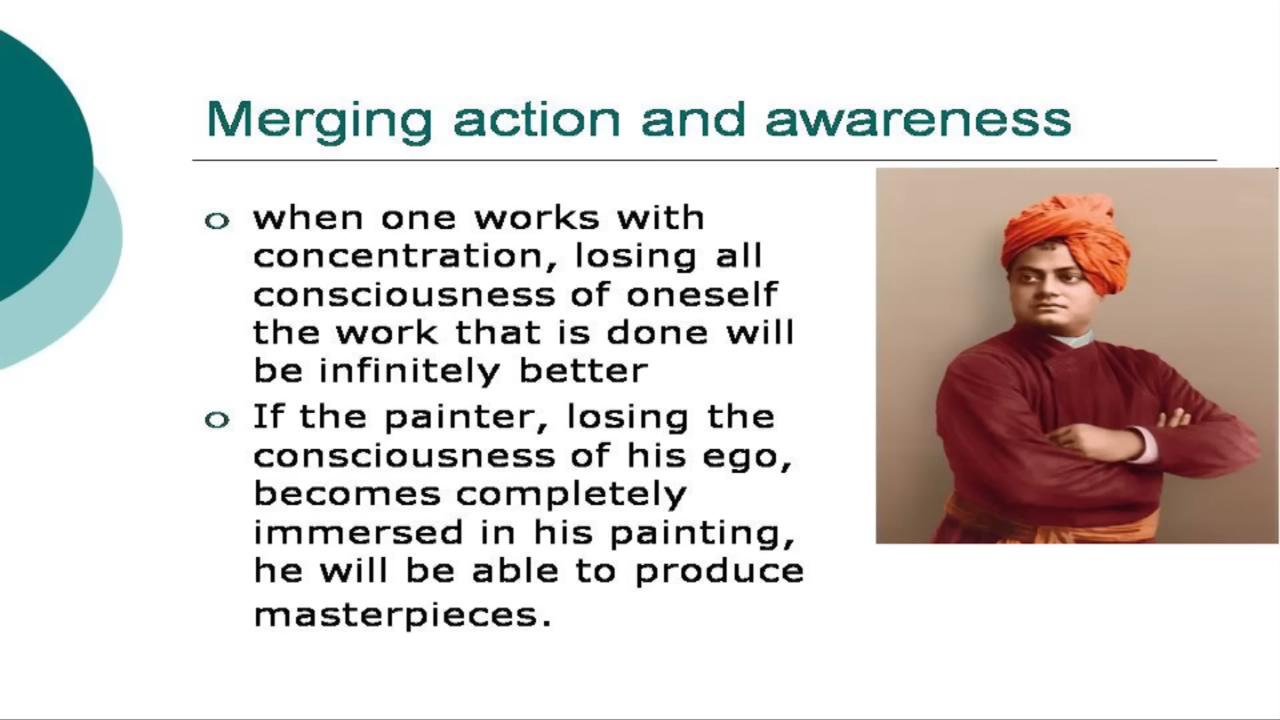 Merging action and awareness
o when one works with
concentration, losing all
consciousness of oneself
the work that is done will
be infinitely better
o If the painter, losing the
consciousness of his ego,
becomes completely
immersed in his painting,
he will be able to produce
masterpieces.